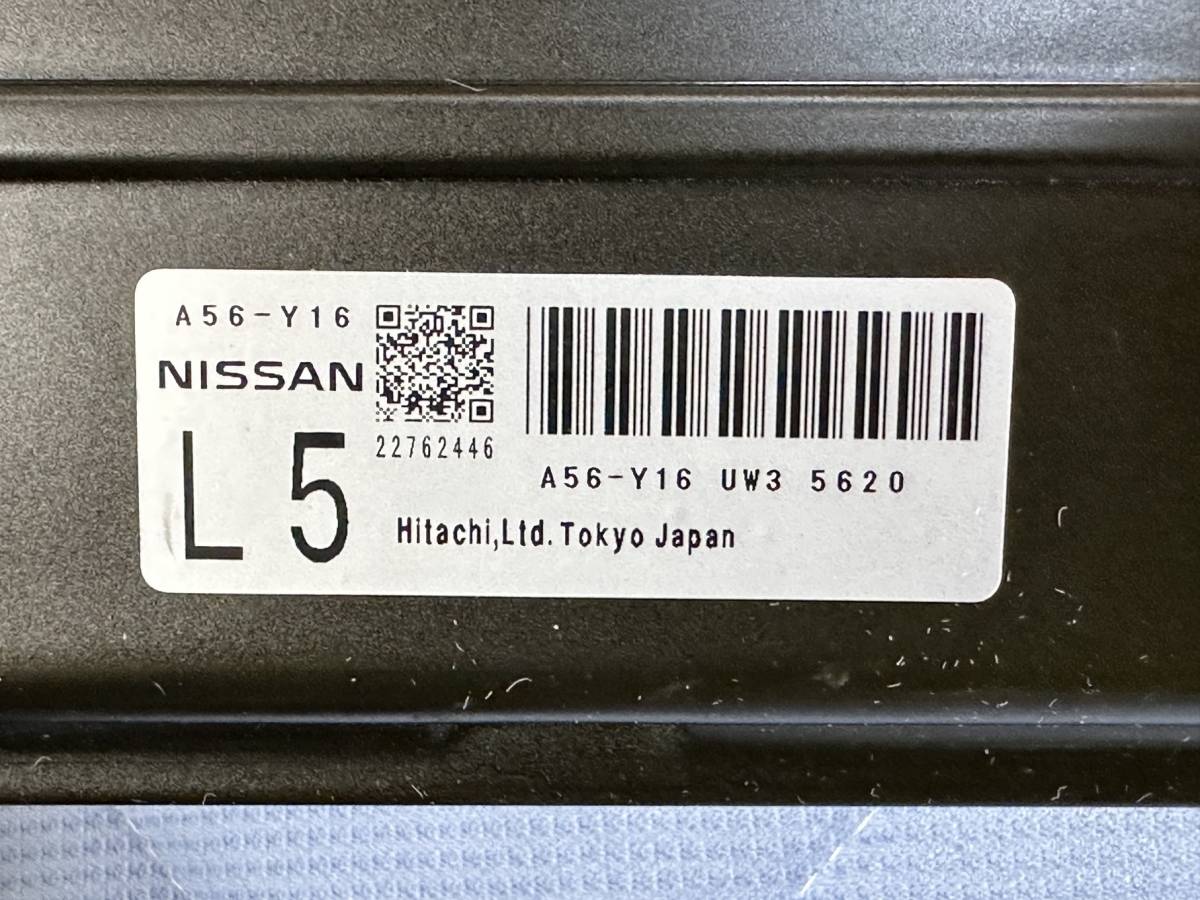 A56-Y16
NISSAN
L 5
22762446
A56-Y16 UW3 5620
Hitachi,Ltd. Tokyo Japan